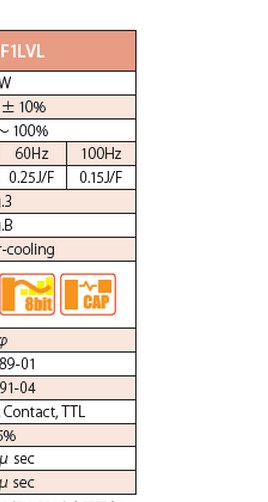 F1LVL
W
± 10%
~ 100%
60Hz 100Hz
0.25J/F 0.15J/F
.3
.B
-cooling
8bit CAP
φ
89-01
91-04
Contact, TTL
%
μ sec
μ sec